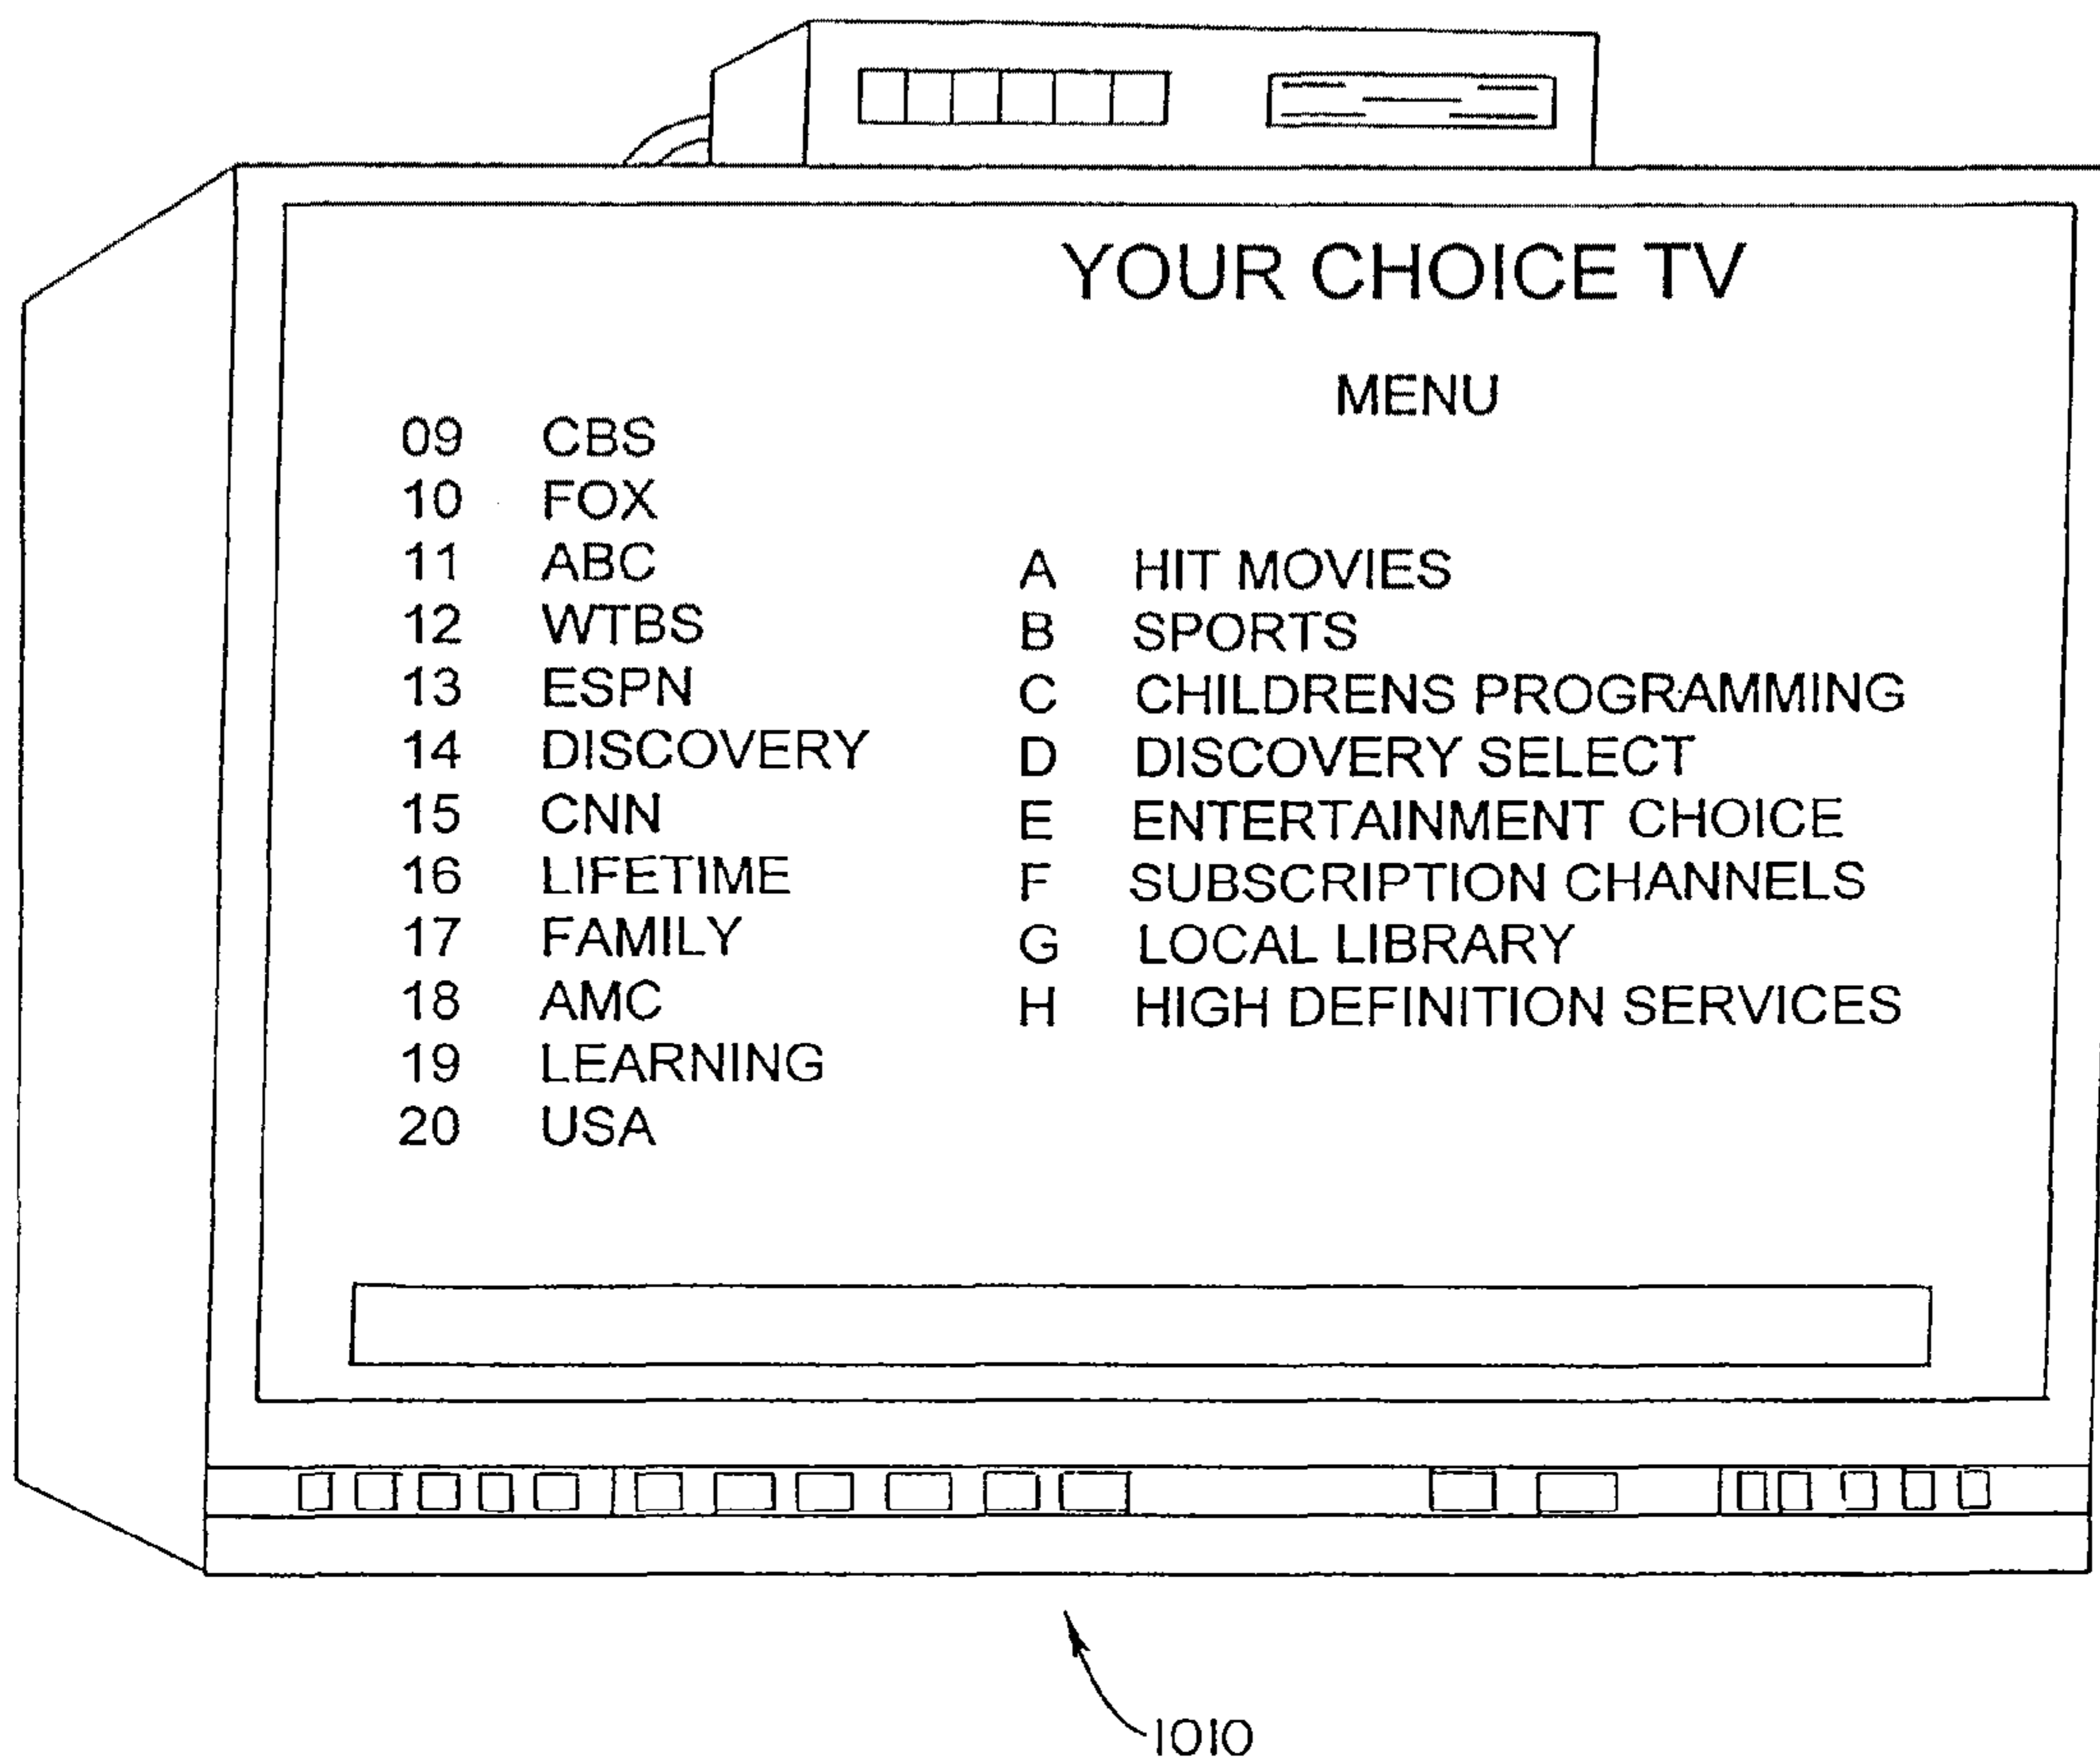 YOUR CHOICE TV
MENU
09 CBS
10 FOX
11 ABC
12 WTBS
13 ESPN
14 DISCOVERY
15 CNN
16 LIFETIME
17 FAMILY
18 AMC
19 LEARNING
20 USA
A HIT MOVIES
B SPORTS
C CHILDRENS PROGRAMMING
D DISCOVERY SELECT
E ENTERTAINMENT CHOICE
F SUBSCRIPTION CHANNELS
G LOCAL LIBRARY
H HIGH DEFINITION SERVICES
1010